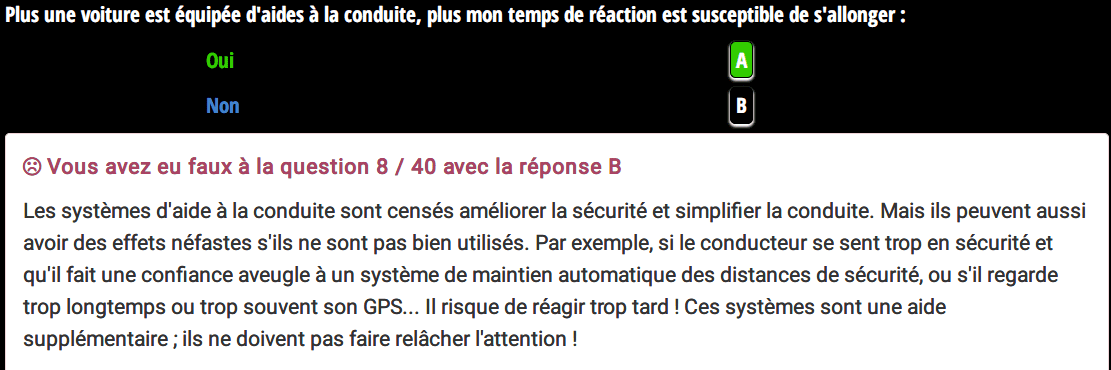 Plus une voiture est équipée d'aides à la conduite, plus mon temps de réaction est susceptible de s'allonger :
Oui A
Non B
☹ Vous avez eu faux à la question 8 / 40 avec la réponse B
Les systèmes d'aide à la conduite sont censés améliorer la sécurité et simplifier la conduite. Mais ils peuvent aussi
avoir des effets néfastes s'ils ne sont pas bien utilisés. Par exemple, si le conducteur se sent trop en sécurité et
qu'il fait une confiance aveugle à un système de maintien automatique des distances de sécurité, ou s'il regarde
trop longtemps ou trop souvent son GPS... Il risque de réagir trop tard ! Ces systèmes sont une aide
supplémentaire ; ils ne doivent pas faire relâcher l'attention !